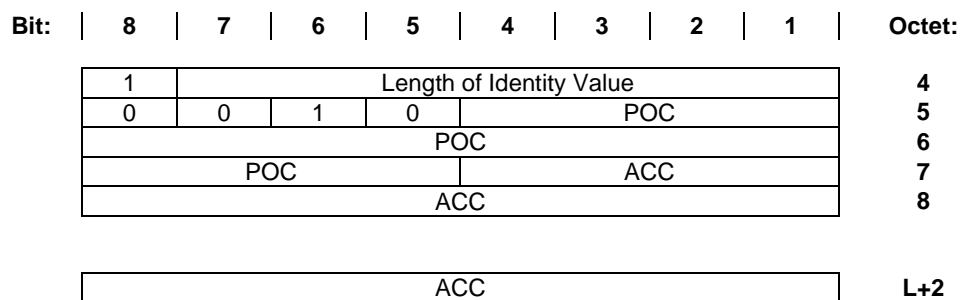 Bit: 8 7 6 5 4 3 2 1 Octet:
1 Length of Identity Value 4
0 0 1 0 POC 5
POC 6
POC ACC 7
ACC 8
ACC L+2